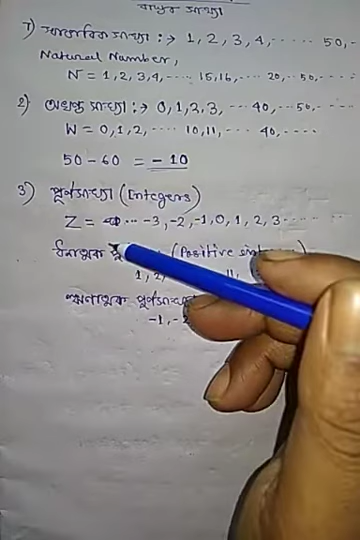 বাস্তব সংখ্যা
1) স্বাভাবিক সংখ্যা :→ 1, 2, 3, 4, ...... 50, -
Natural Number,
N = 1, 2, 3, 4, ..... 15, 16, .... 20, ..50, ....
2) অখণ্ড সংখ্যা :→ 0, 1, 2, 3, ... 40, ...50, ....
W = 0, 1, 2, .... 10, 11, .... 40, ....
50 - 60 = - 10
3) পূর্ণসংখ্যা (Integers)
Z = ... -3, -2, -1, 0, 1, 2, 3 .....
ধনাত্মক (Positive
1, 2 11,
ঋণাত্মক পূর্ণসংখ্যা
-1, -2